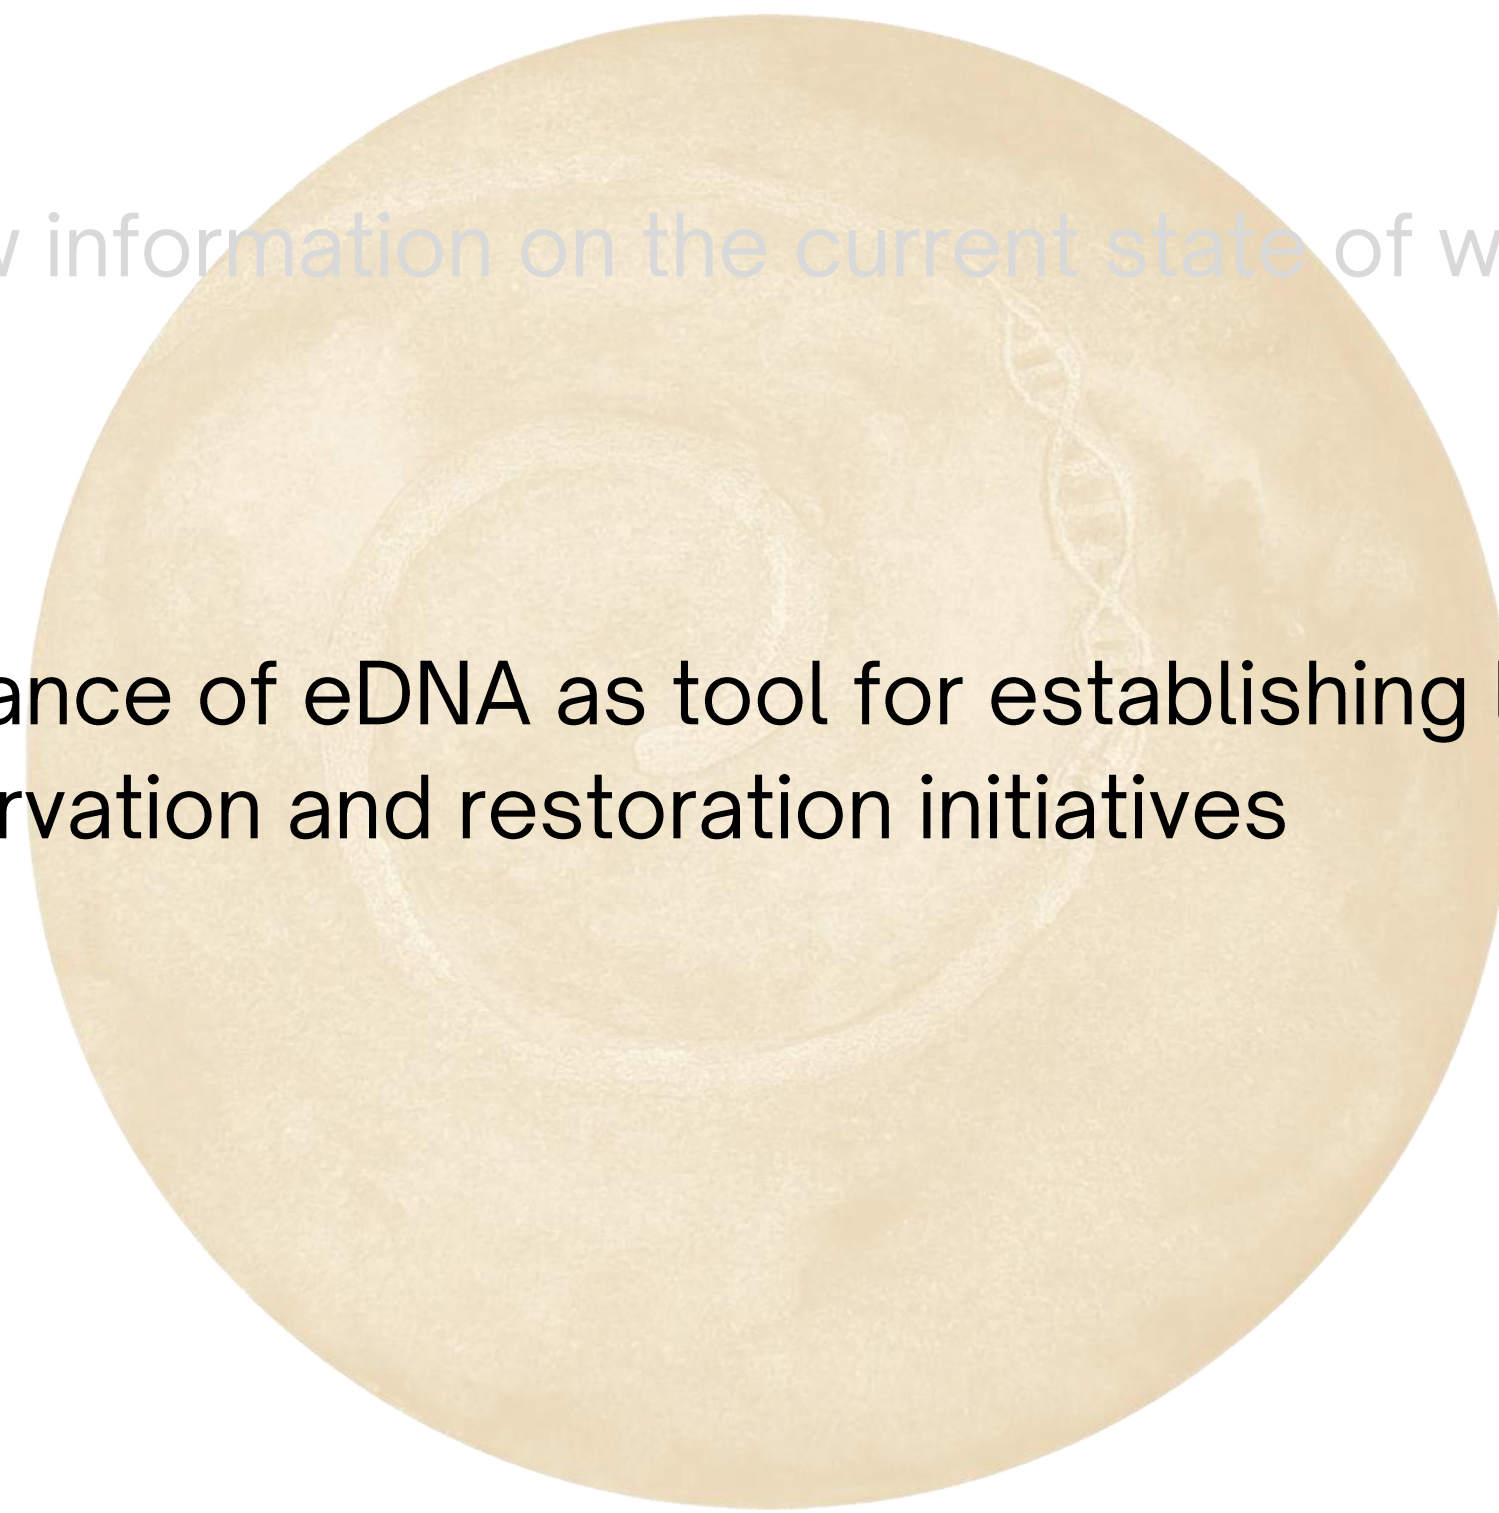 information on the current state of
ance of eDNA as tool for establishing
rvation and restoration initiatives